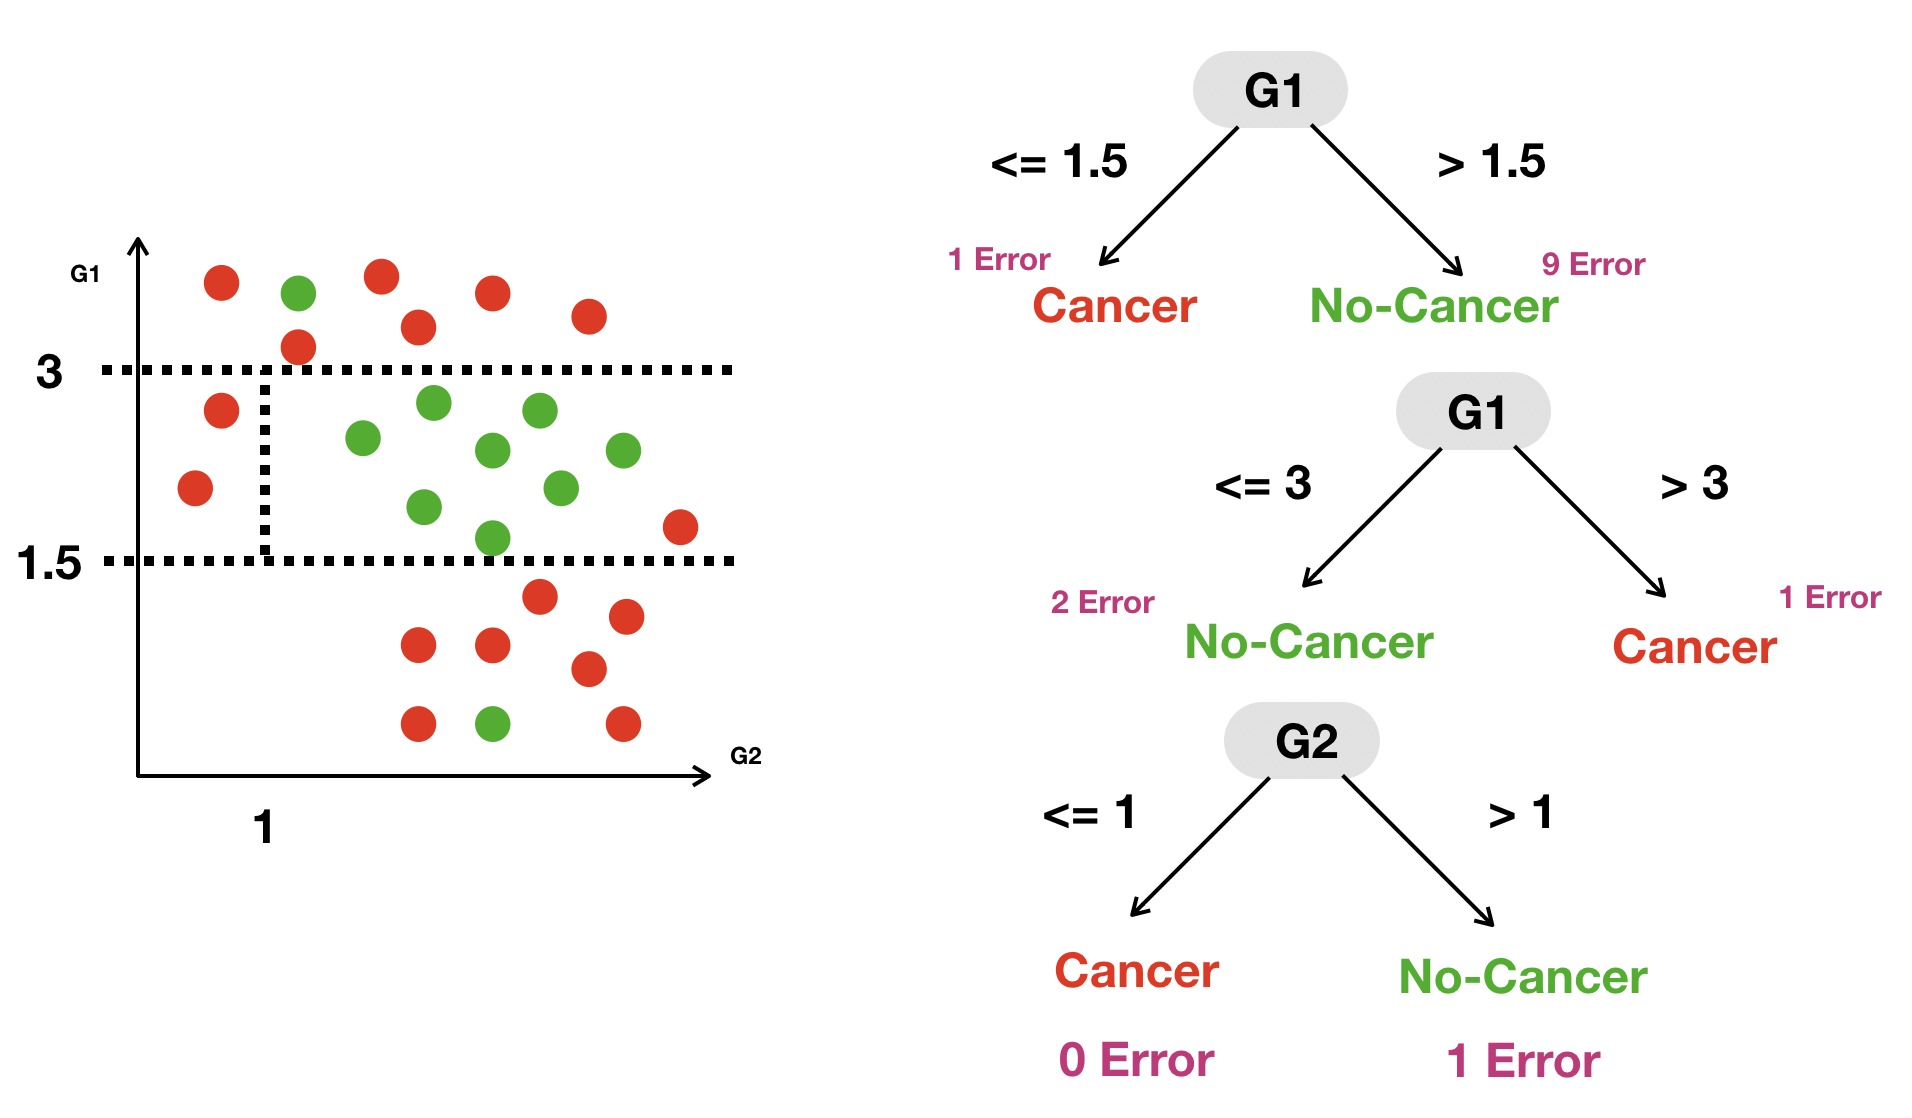 G1
3
1.5
G2
1
G1
<= 1.5
> 1.5
1 Error
9 Error
Cancer
No-Cancer
G1
<= 3
> 3
2 Error
1 Error
No-Cancer
Cancer
G2
<= 1
> 1
Cancer
No-Cancer
0 Error
1 Error